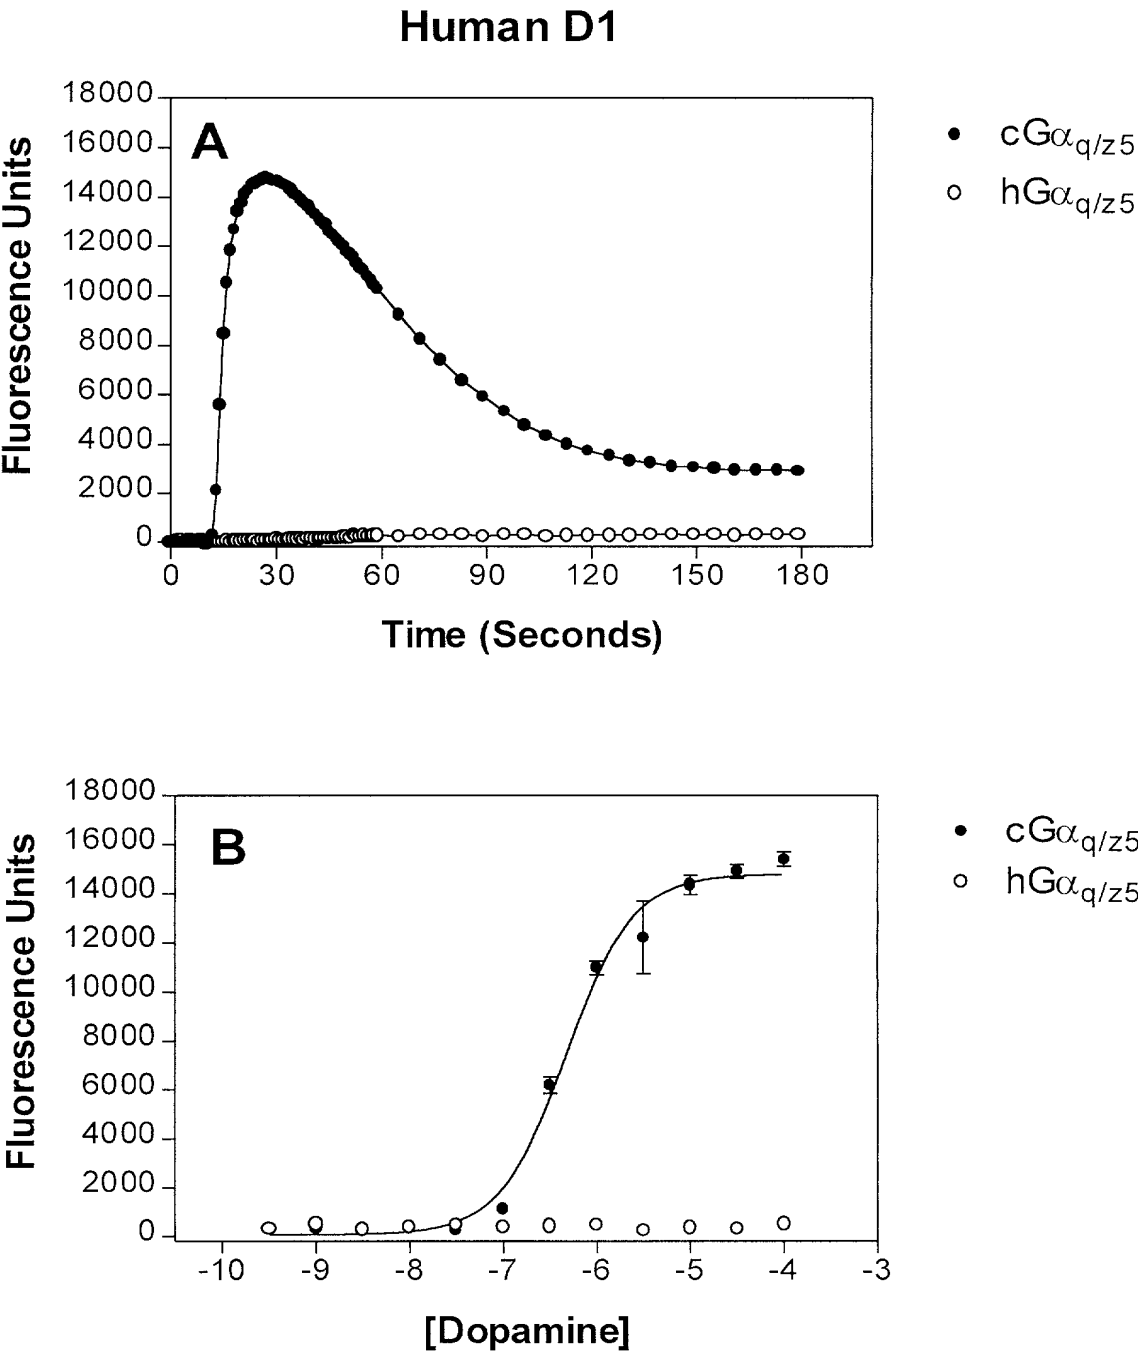 Human D1
A
18000
16000
14000
12000
10000
8000
6000
4000
2000
0
Fluorescence Units
0 30 60 90 120 150 180
Time (Seconds)
cGαq/z5
hGαq/z5
B
18000
16000
14000
12000
10000
8000
6000
4000
2000
0
Fluorescence Units
-10 -9 -8 -7 -6 -5 -4 -3
[Dopamine]
cGαq/z5
hGαq/z5